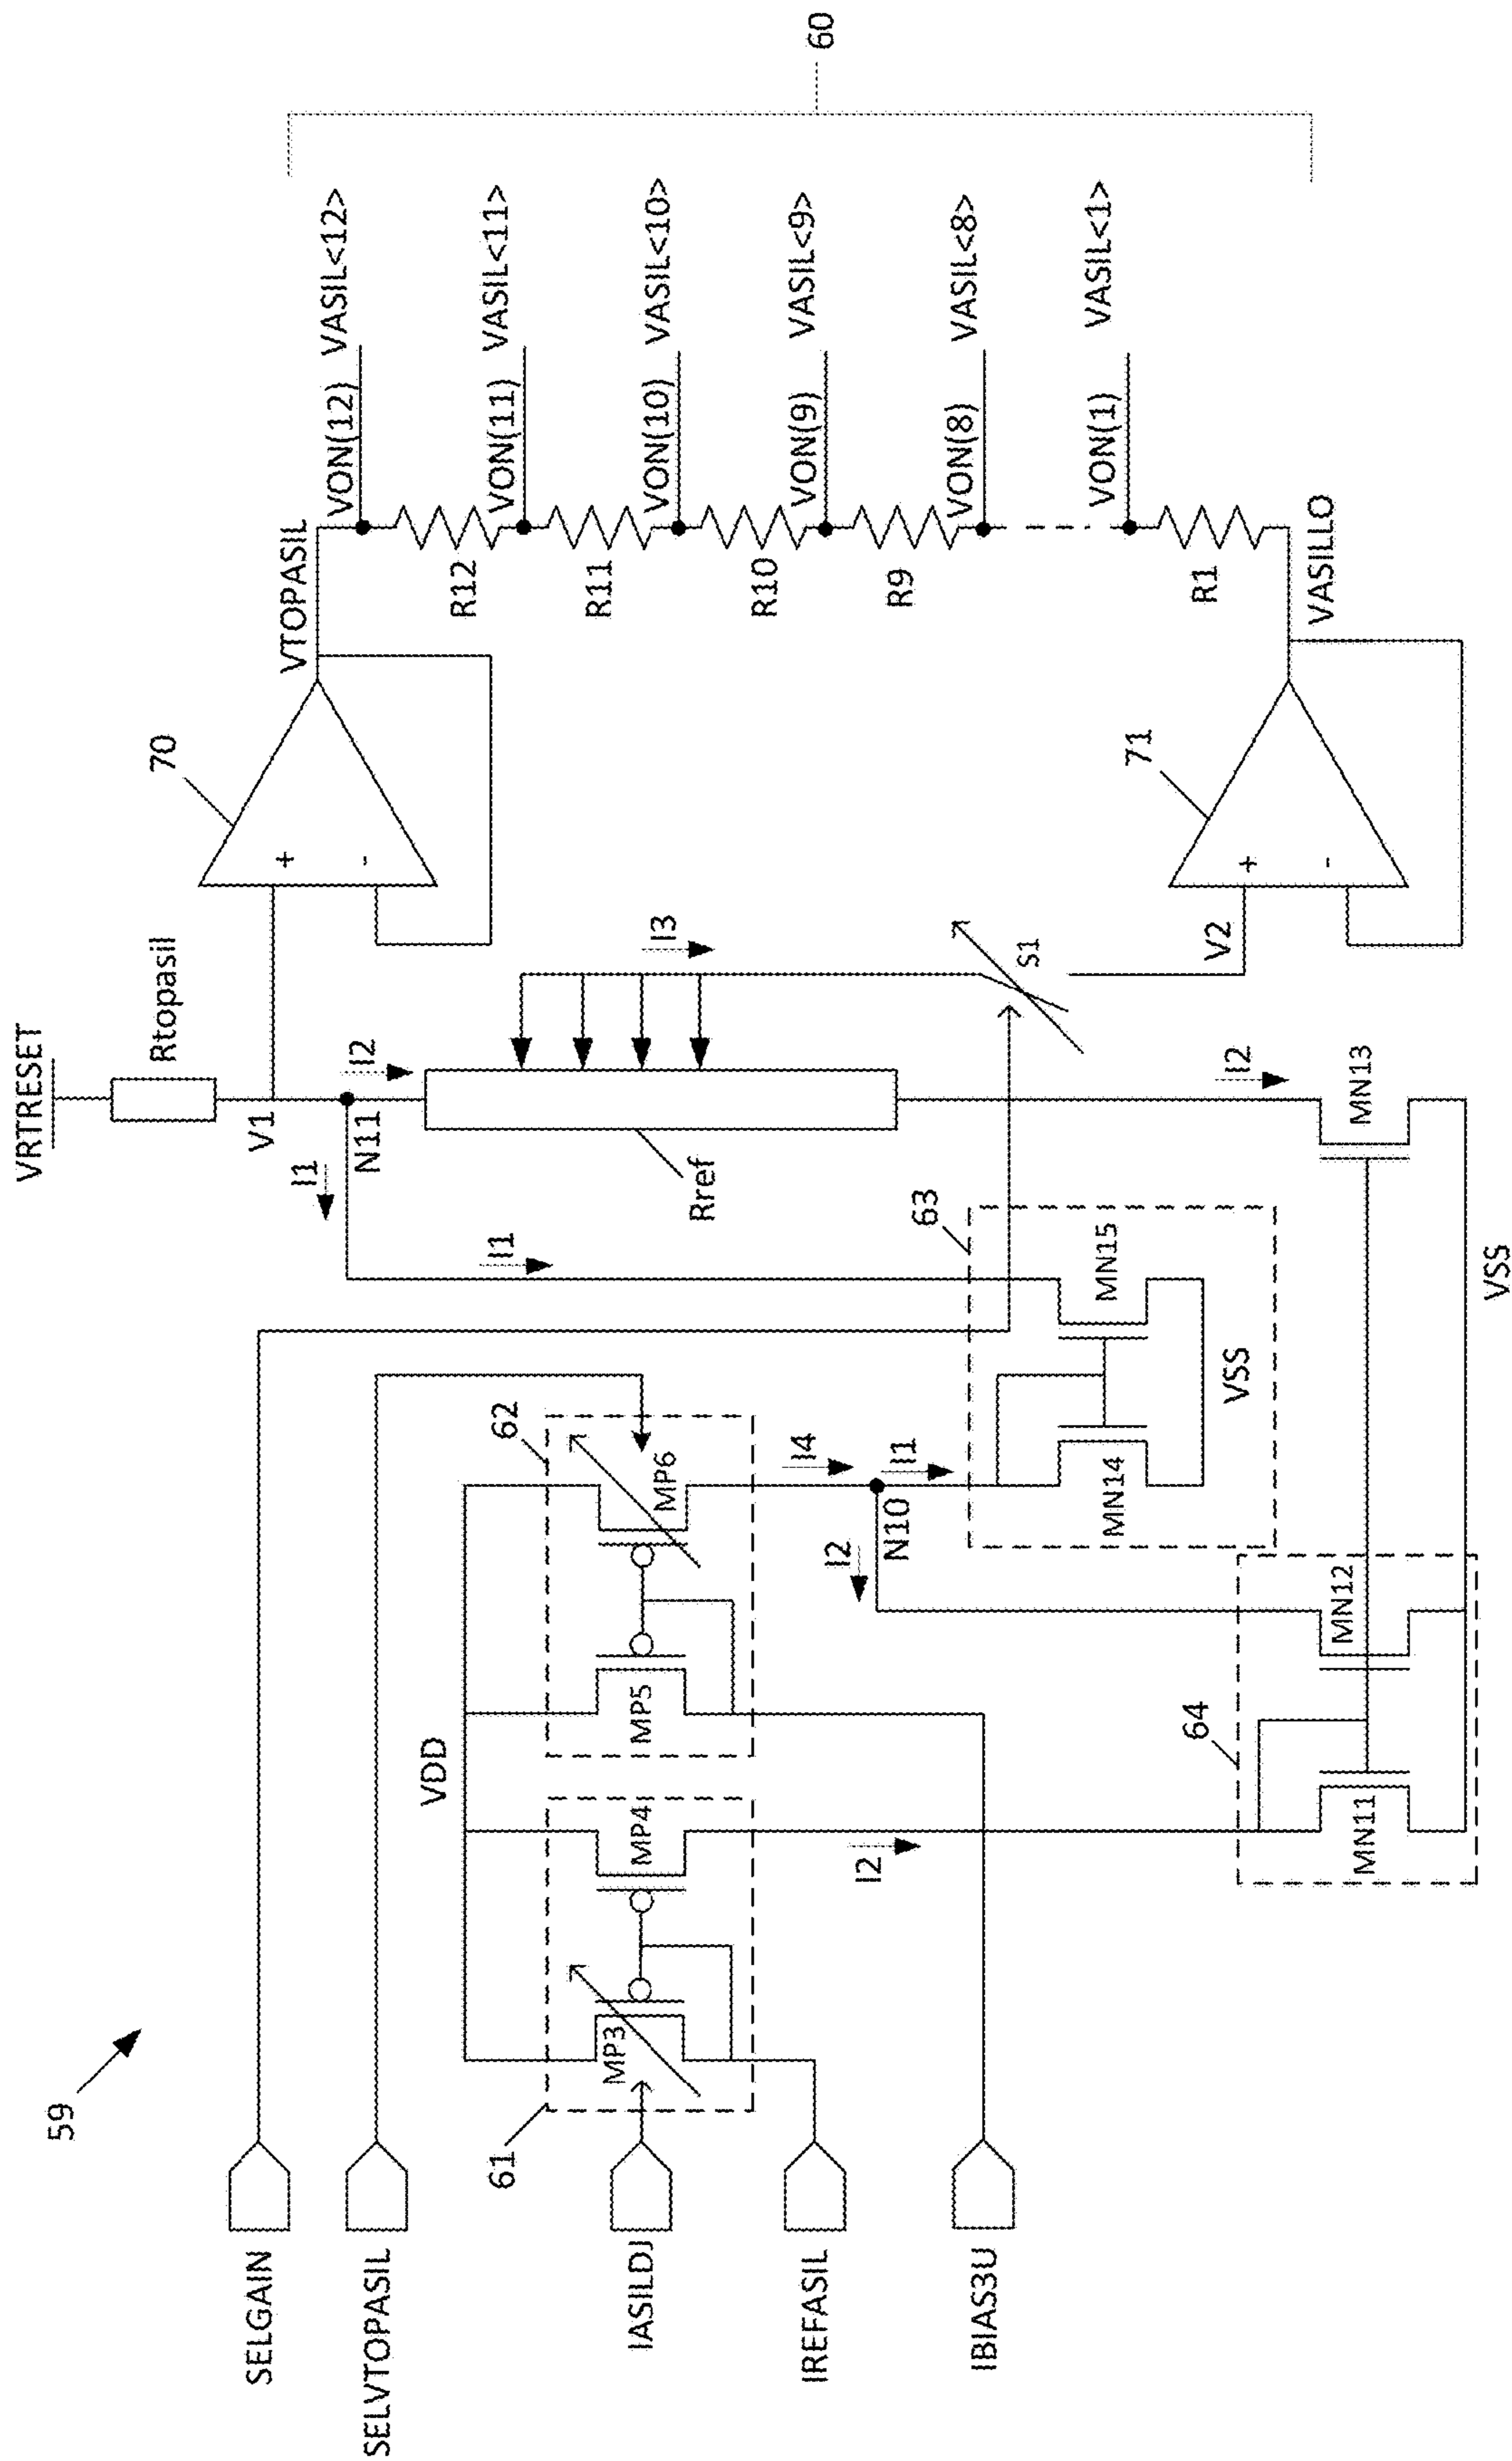 59
SELGAIN
SELVTOPASIL
IASILDJ
IREFASIL
IBIAS3U
61
MP3
MP4
VDD
I2
62
MP5
MP6
I4
N10
I1
I2
64
MN11
MN12
63
MN14
MN15
VSS
VSS
VRTRESET
Rtopasil
V1
N11
I1
I1
I2
Rref
I3
S1
I2
MN13
V2
70
+
-
VTOPASIL
71
+
-
VASILLO
R12
R11
R10
R9
R1
VON(12)
VASIL<12>
VON(11)
VASIL<11>
VON(10)
VASIL<10>
VON(9)
VASIL<9>
VON(8)
VASIL<8>
VON(1)
VASIL<1>
60